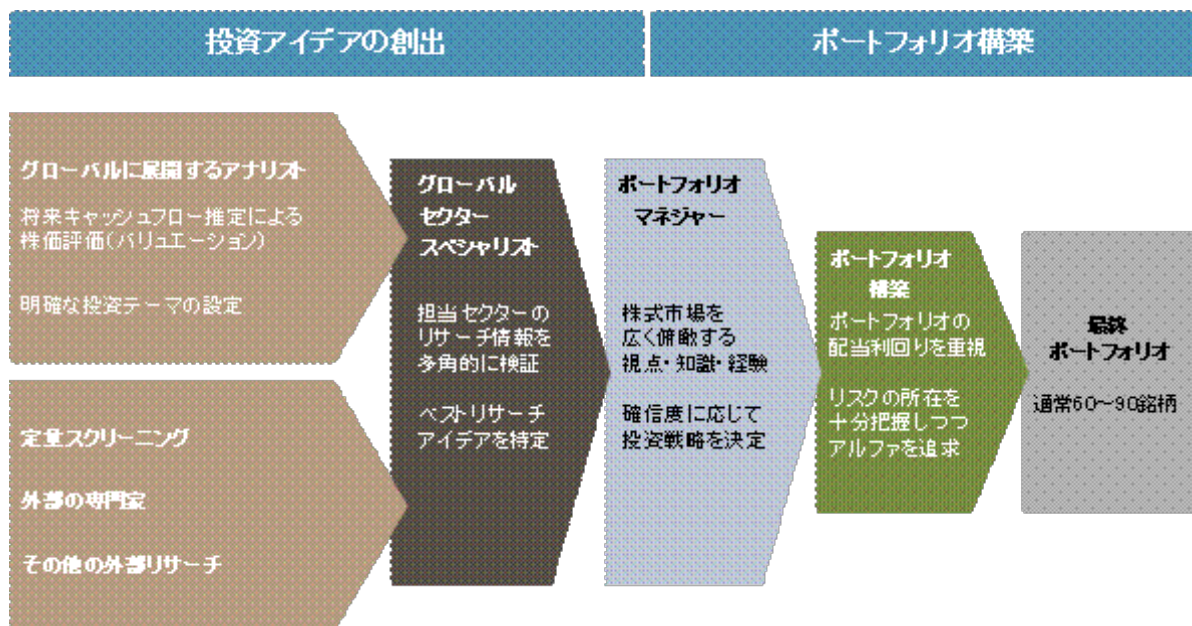 投資アイデアの創出
ポートフォリオ構築
グローバルに展開するアナリスト
将来キャッシュフロー推定による
株価評価(バリュエーション)
明確な投資テーマの設定
定量スクリーニング
外部の専門家
その他の外部リサーチ
グローバル
セクター
スペシャリスト
担当セクターの
リサーチ情報を
多角的に検証
ベストリサーチ
アイデアを特定
ポートフォリオ
マネジャー
株式市場を
広く俯瞰する
視点・知識・経験
確信度に応じて
投資戦略を決定
ポートフォリオ
構築
ポートフォリオの
配当利回りを重視
リスクの所在を
十分把握しつつ
アルファを追求
最終
ポートフォリオ
通常60～90銘柄